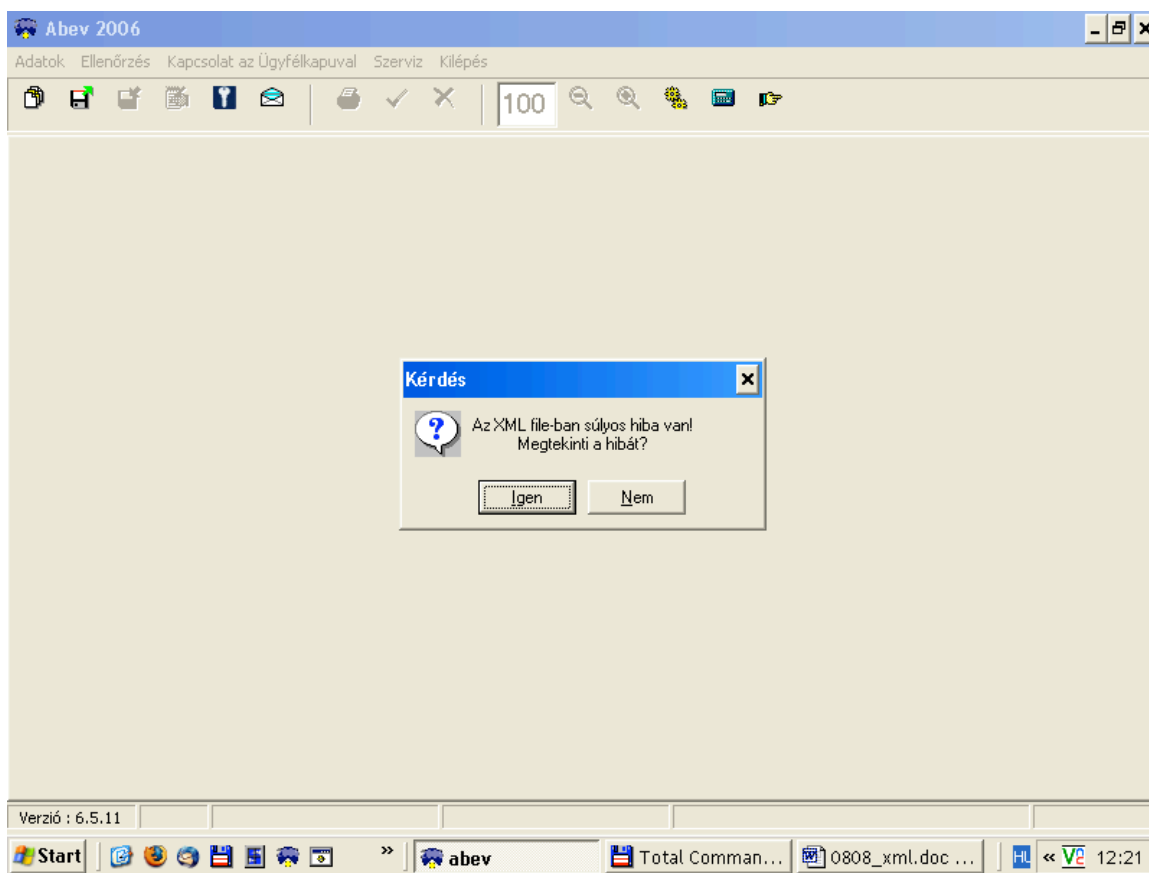 Abev 2006
Adatok Ellenőrzés Kapcsolat az Ügyfélkapuval Szerviz Kilépés
100
Kérdés
Az XML file-ban súlyos hiba van!
Megtekinti a hibát?
Igen Nem
Verzió : 6.5.11
Start » abev Total Comman... 0808_xml.doc ... HU « 12:21